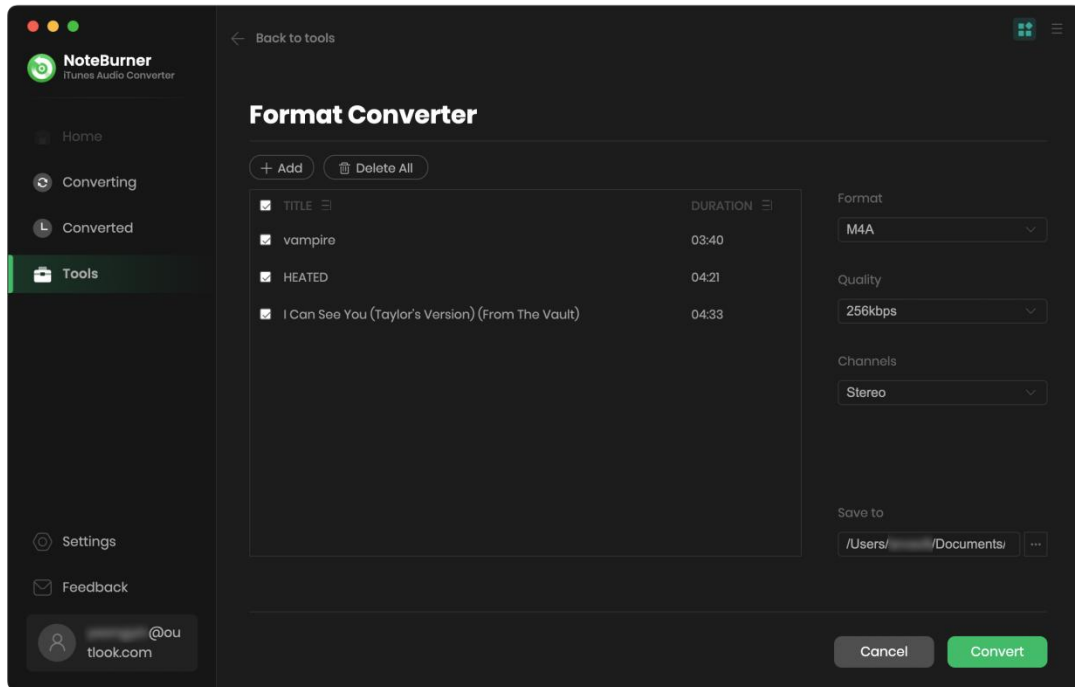 NoteBurner
iTunes Audio Converter
Home
Converting
Converted
Tools
Settings
Feedback
@ou
tlook.com
Back to tools
Format Converter
+ Add
Delete All
TITLE
DURATION
vampire
03:40
HEATED
04:21
I Can See You (Taylor's Version) (From The Vault)
04:33
Format
M4A
Quality
256kbps
Channels
Stereo
Save to
/Users/ /Documents/
...
Cancel
Convert